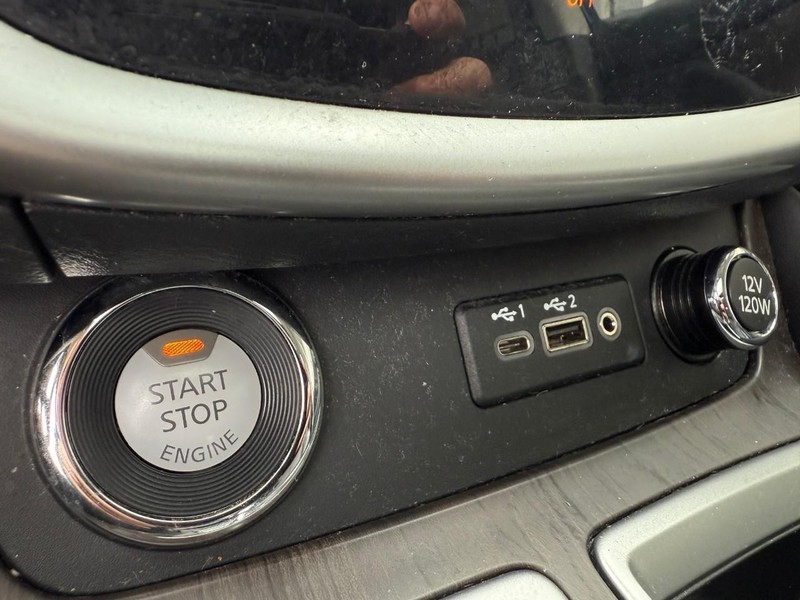 START
STOP
ENGINE
1
2
12V
120W